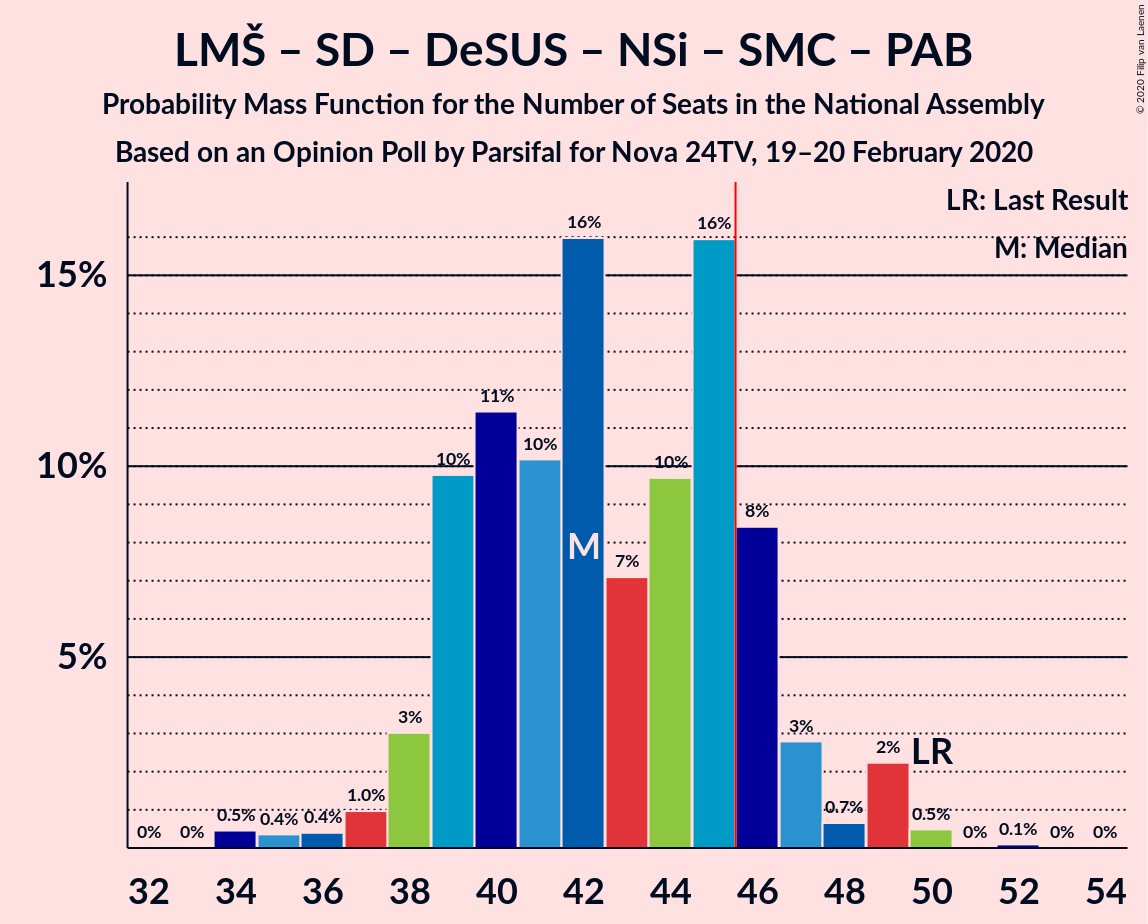 LMŠ – SD – DeSUS – NSi – SMC – PAB
Probability Mass Function for the Number of Seats in the National Assembly
Based on an Opinion Poll by Parsifal for Nova 24TV, 19–20 February 2020
© 2020 Filip van Laenen
LR: Last Result
M: Median
15%
10%
5%
0% 0% 0.5% 0.4% 0.4% 1.0% 3% 10% 11% 10% 16% 7% 10% 16% 8% 3% 0.7% 2% 0.5% 0% 0.1% 0% 0%
M
LR
32 34 36 38 40 42 44 46 48 50 52 54